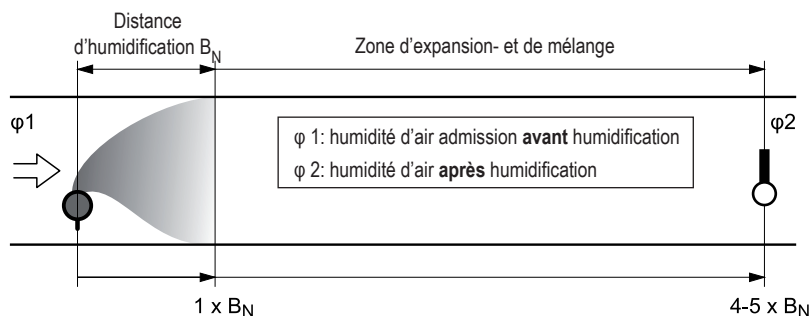 Distance
d'humidification B_N
Zone d'expansion- et de mélange
φ1
φ2
φ 1: humidité d'air admission avant humidification
φ 2: humidité d'air après humidification
1 x B_N
4-5 x B_N